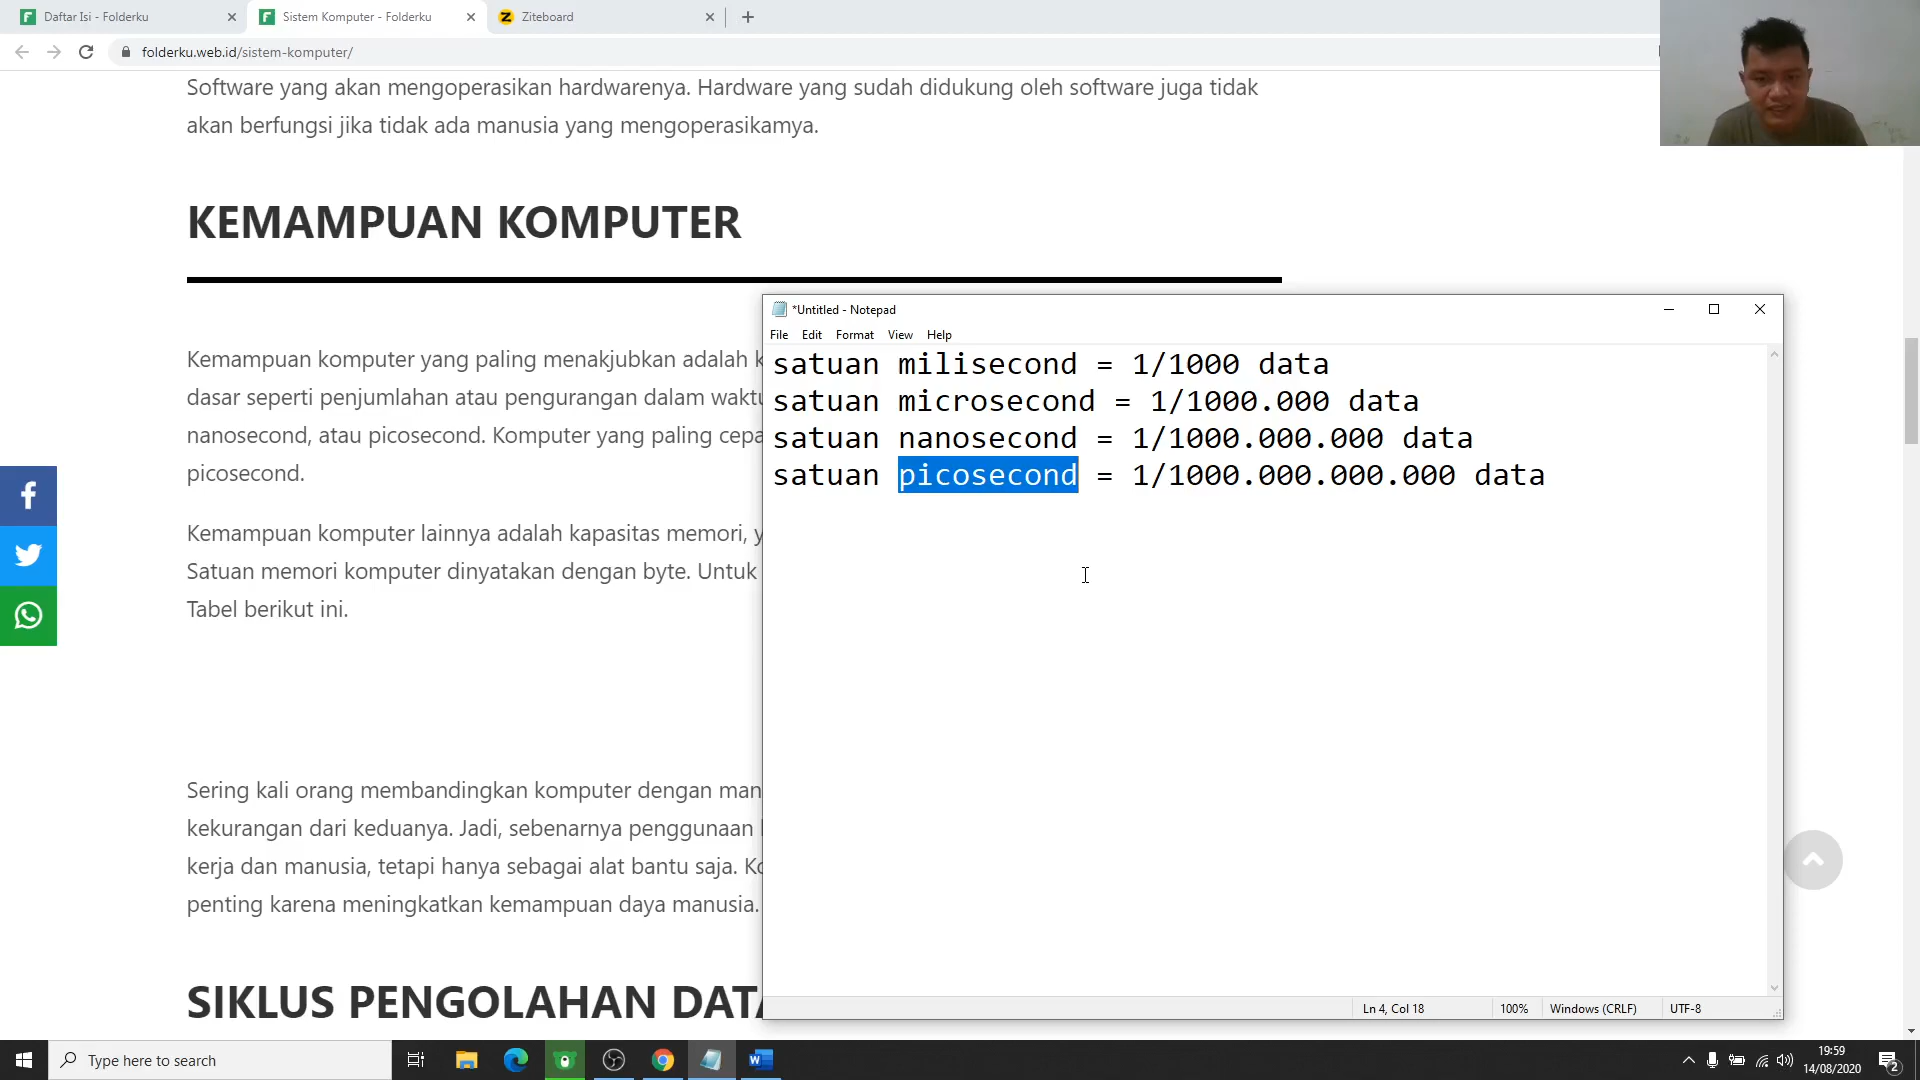 Daftar Isi - Folderku
Sistem Komputer - Folderku
Ziteboard
folderku.web.id/sistem-komputer/
Software yang akan mengoperasikan hardwarenya. Hardware yang sudah didukung oleh software juga tidak
akan berfungsi jika tidak ada manusia yang mengoperasikamya.
KEMAMPUAN KOMPUTER
Kemampuan komputer yang paling menakjubkan adalah k
dasar seperti penjumlahan atau pengurangan dalam waktu
nanosecond, atau picosecond. Komputer yang paling cepa
picosecond.
Kemampuan komputer lainnya adalah kapasitas memori, y
Satuan memori komputer dinyatakan dengan byte. Untuk
Tabel berikut ini.
Sering kali orang membandingkan komputer dengan man
kekurangan dari keduanya. Jadi, sebenarnya penggunaan
kerja dan manusia, tetapi hanya sebagai alat bantu saja. Ko
penting karena meningkatkan kemampuan daya manusia.
SIKLUS PENGOLAHAN DATA
*Untitled - Notepad
File Edit Format View Help
satuan milisecond = 1/1000 data
satuan microsecond = 1/1000.000 data
satuan nanosecond = 1/1000.000.000 data
satuan picosecond = 1/1000.000.000.000 data
Ln 4, Col 18 100% Windows (CRLF) UTF-8
Type here to search
19:59
14/08/2020
2